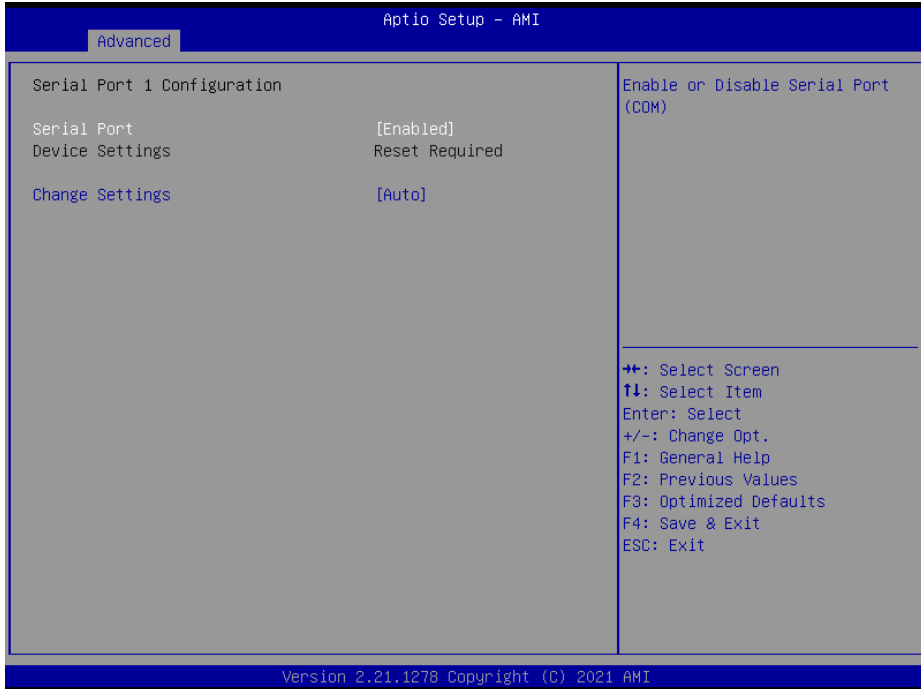 Aptio Setup - AMI
Advanced
Serial Port 1 Configuration
Serial Port [Enabled]
Device Settings Reset Required
Change Settings [Auto]
Enable or Disable Serial Port
(COM)
→←: Select Screen
↑↓: Select Item
Enter: Select
+/-: Change Opt.
F1: General Help
F2: Previous Values
F3: Optimized Defaults
F4: Save & Exit
ESC: Exit
Version 2.21.1278 Copyright (C) 2021 AMI